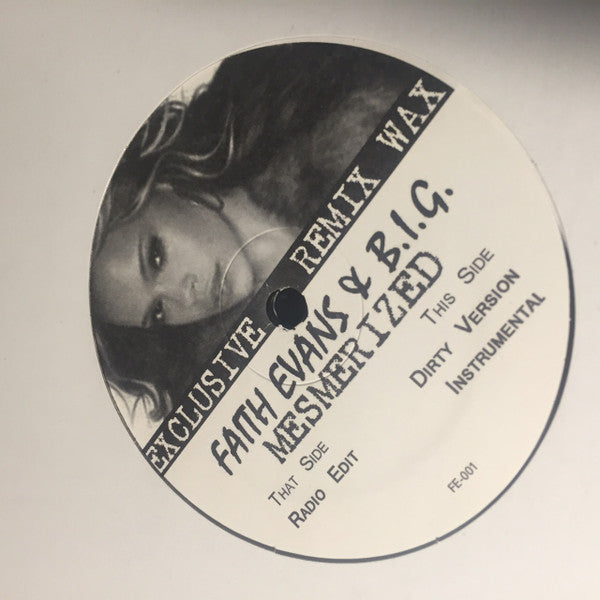 EXCLUSIVE REMIX WAX
FAITH EVANS & B.I.G.
MESMERIZED
THAT SIDE
RADIO EDIT
THIS SIDE
DIRTY VERSION
INSTRUMENTAL
FE-001